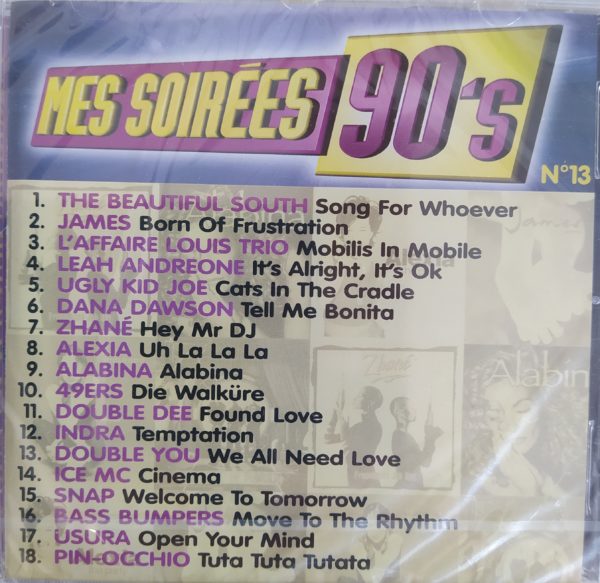 MES SOIRÉES 90's
N°13
1. THE BEAUTIFUL SOUTH Song For Whoever
2. JAMES Born Of Frustration
3. L'AFFAIRE LOUIS TRIO Mobilis In Mobile
4. LEAH ANDREONE It's Alright, It's Ok
5. UGLY KID JOE Cats In The Cradle
6. DANA DAWSON Tell Me Bonita
7. ZHANÉ Hey Mr DJ
8. ALEXIA Uh La La La
9. ALABINA Alabina
10. 49ERS Die Walküre
11. DOUBLE DEE Found Love
12. INDRA Temptation
13. DOUBLE YOU We All Need Love
14. ICE MC Cinema
15. SNAP Welcome To Tomorrow
16. BASS BUMPERS Move To The Rhythm
17. USURA Open Your Mind
18. PIN-OCCHIO Tuta Tuta Tutata
Zhané
Alabin